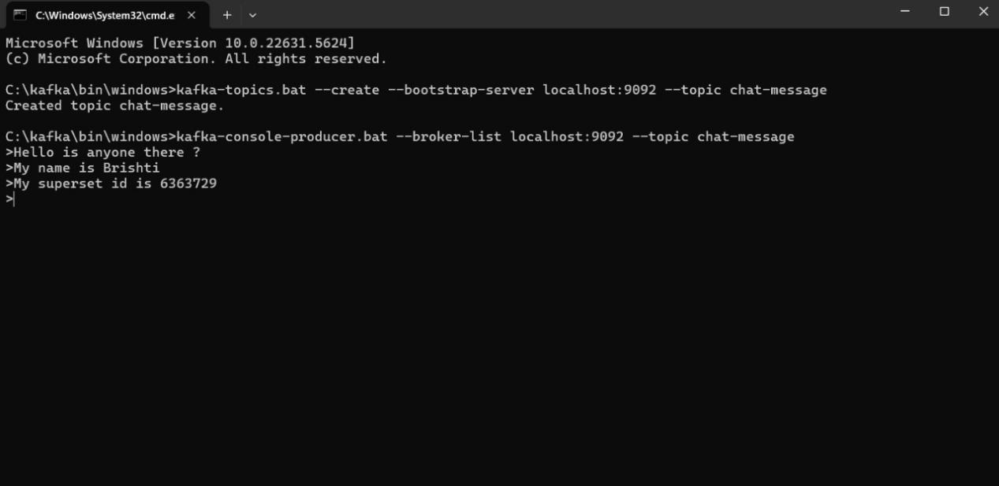 C:\Windows\System32\cmd.e
Microsoft Windows [Version 10.0.22631.5624]
(c) Microsoft Corporation. All rights reserved.
C:\kafka\bin\windows>kafka-topics.bat --create --bootstrap-server localhost:9092 --topic chat-message
Created topic chat-message.
C:\kafka\bin\windows>kafka-console-producer.bat --broker-list localhost:9092 --topic chat-message
>Hello is anyone there ?
>My name is Brishti
>My superset id is 6363729
>